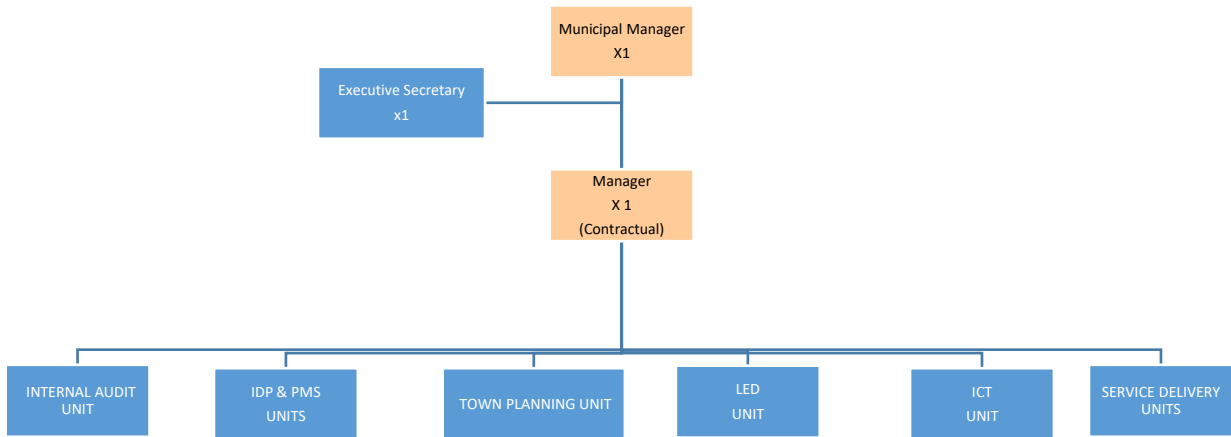 Municipal Manager
X1
Executive Secretary
x1
Manager
X 1
(Contractual)
INTERNAL AUDIT
UNIT
IDP & PMS
UNITS
TOWN PLANNING UNIT
LED
UNIT
ICT
UNIT
SERVICE DELIVERY
UNITS